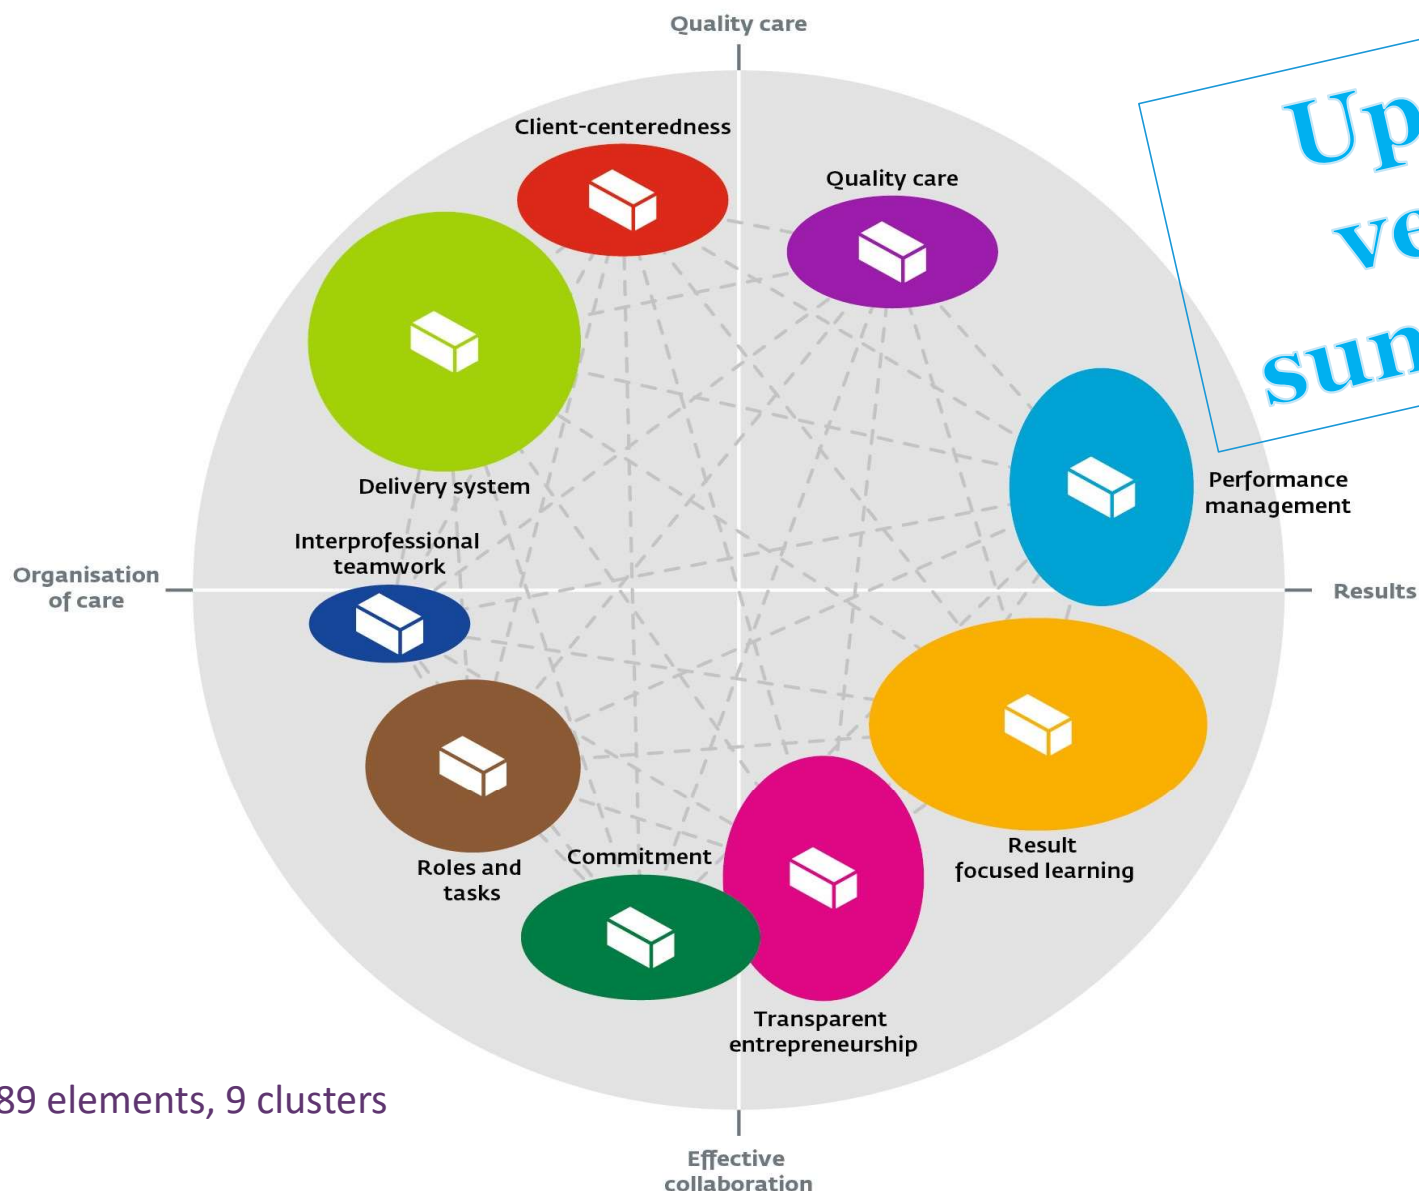 Quality care
Client-centeredness
Quality care
Delivery system
Performance
management
Interprofessional
teamwork
Organisation
of care
Results
Roles and
tasks
Commitment
Result
focused learning
Transparent
entrepreneurship
89 elements, 9 clusters
Effective
collaboration